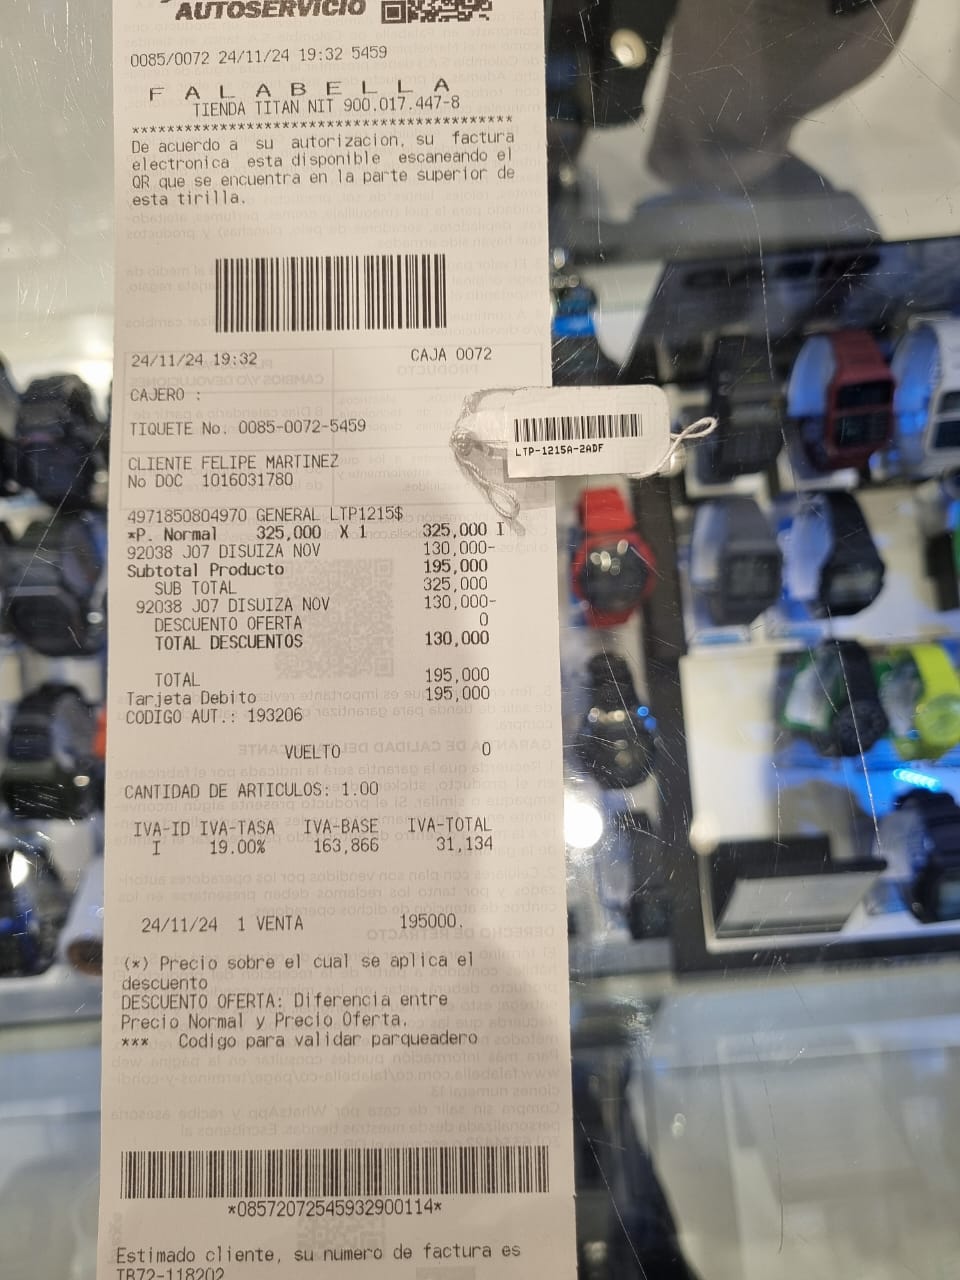 AUTOSERVICIO
0085/0072 24/11/24 19:32 5459
F A L A B E L L A
TIENDA TITAN NIT 900.017.447-8
*****************************************
De acuerdo a su autorizacion, su factura
electronica esta disponible escaneando el
QR que se encuentra en la parte superior de
esta tirilla.
24/11/24 19:32 CAJA 0072
CAJERO :
TIQUETE No. 0085-0072-5459
CLIENTE FELIPE MARTINEZ
No DOC 1016031780
LTP-1215A-2ADF
4971850804970 GENERAL LTP1215$
*P. Normal 325,000 X 1 325,000 I
92038 J07 DISUIZA NOV 130,000-
Subtotal Producto 195,000
SUB TOTAL 325,000
92038 J07 DISUIZA NOV 130,000-
DESCUENTO OFERTA 0
TOTAL DESCUENTOS 130,000
TOTAL 195,000
Tarjeta Debito 195,000
CODIGO AUT.: 193206
VUELTO 0
CANTIDAD DE ARTICULOS: 1.00
IVA-ID IVA-TASA IVA-BASE IVA-TOTAL
I 19.00% 163,866 31,134
24/11/24 1 VENTA 195000.
(*) Precio sobre el cual se aplica el
descuento
DESCUENTO OFERTA: Diferencia entre
Precio Normal y Precio Oferta.
*** Codigo para validar parqueadero
*08572072545932900114*
Estimado cliente, su numero de factura es
TB72-118202